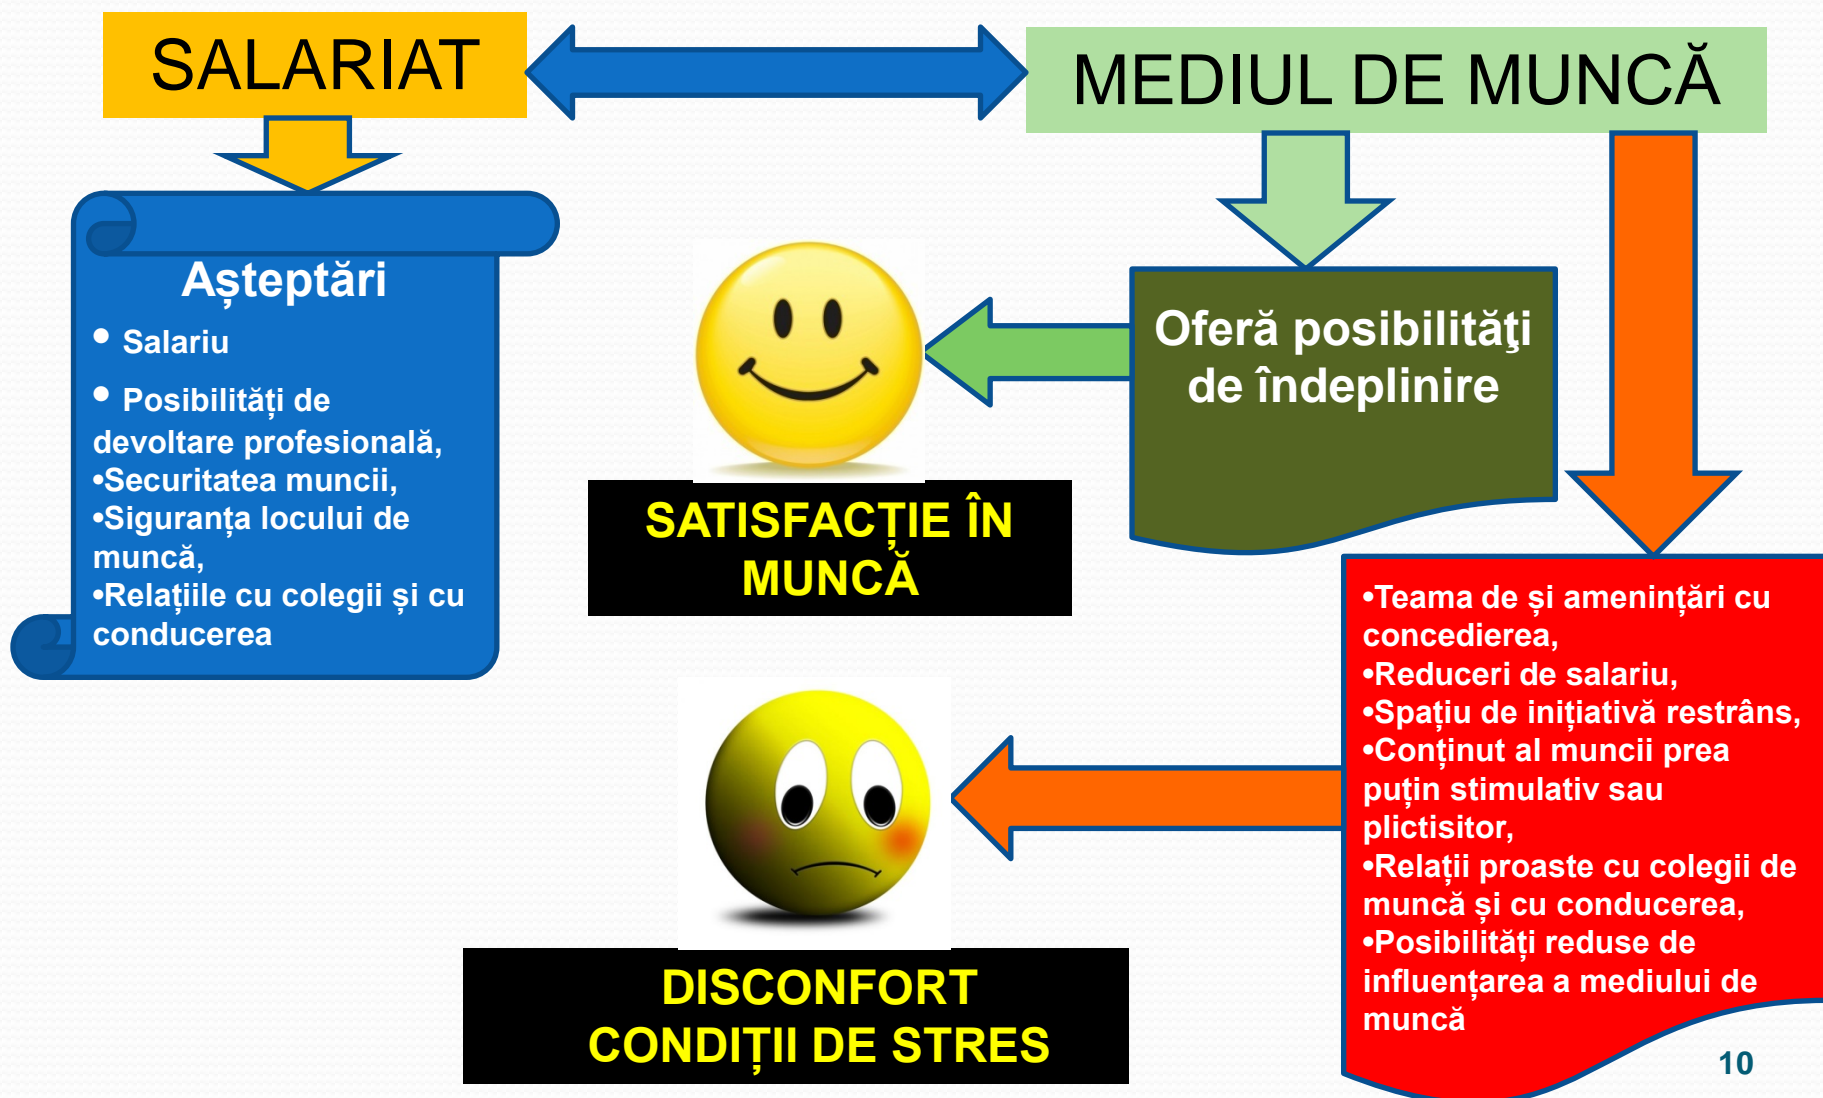 SALARIAT
MEDIUL DE MUNCĂ
Așteptări
• Salariu
• Posibilități de
devoltare profesională,
•Securitatea muncii,
•Siguranța locului de
muncă,
•Relațiile cu colegii și cu
conducerea
Oferă posibilităţi
de îndeplinire
SATISFACȚIE ÎN
MUNCĂ
•Teama de și amenințări cu
concedierea,
•Reduceri de salariu,
•Spațiu de inițiativă restrâns,
•Conținut al muncii prea
puțin stimulativ sau
plictisitor,
•Relații proaste cu colegii de
muncă și cu conducerea,
•Posibilități reduse de
influențarea a mediului de
muncă
DISCONFORT
CONDIȚII DE STRES
10